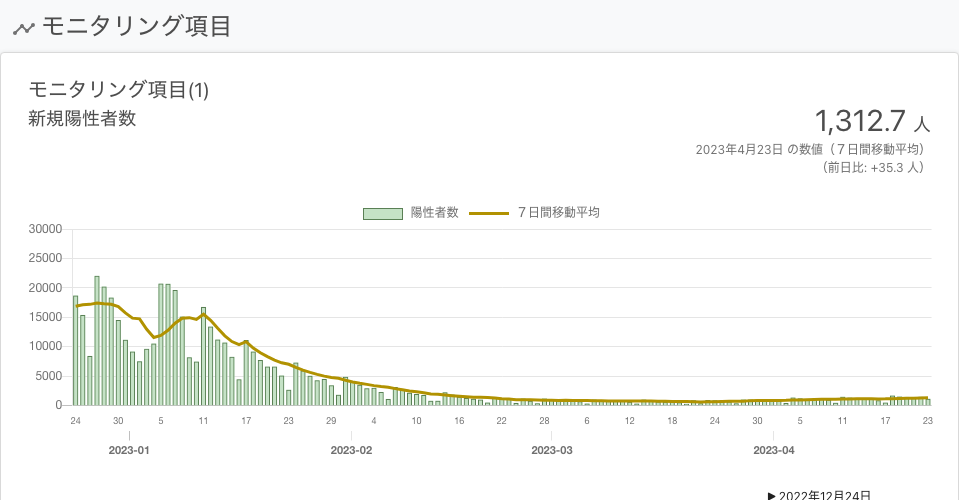 モニタリング項目
モニタリング項目(1)
新規陽性者数
1,312.7 人
2023年4月23日 の数値（７日間移動平均）
（前日比: +35.3 人）
陽性者数 ７日間移動平均
30000
25000
20000
15000
10000
5000
0
24 30 5 11 17 23 29 4 10 16 22 28 6 12 18 24 30 5 11 17 23
2023-01 2023-02 2023-03 2023-04
▶ 2022年12月24日